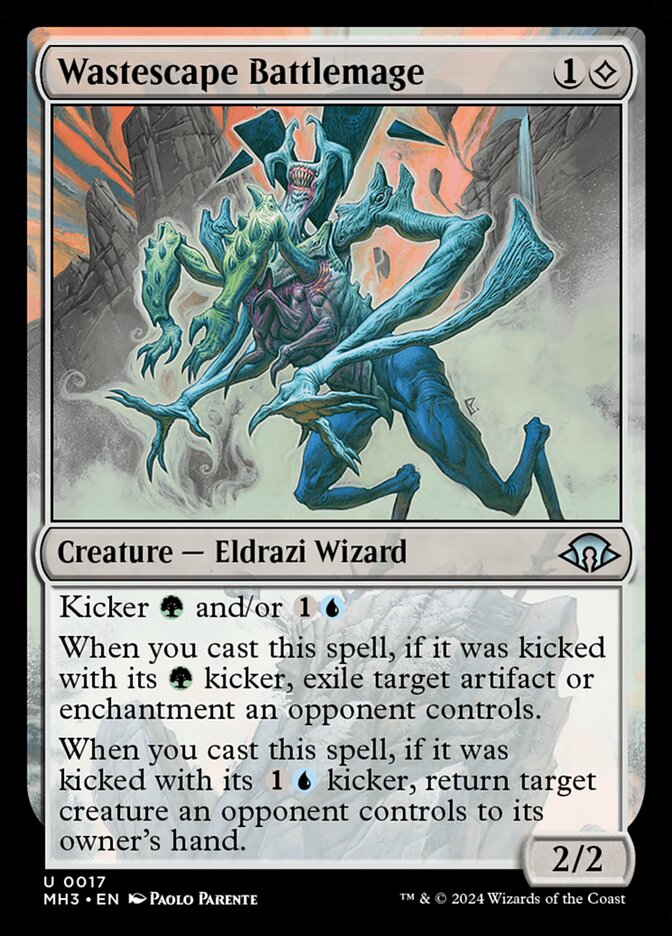 Wastescape Battlemage 1
Creature — Eldrazi Wizard
Kicker and/or 1
When you cast this spell, if it was kicked
with its kicker, exile target artifact or
enchantment an opponent controls.
When you cast this spell, if it was
kicked with its 1 kicker, return target
creature an opponent controls to its
owner's hand.
2/2
U 0017
MH3 • EN Paolo Parente
™ & © 2024 Wizards of the Coast